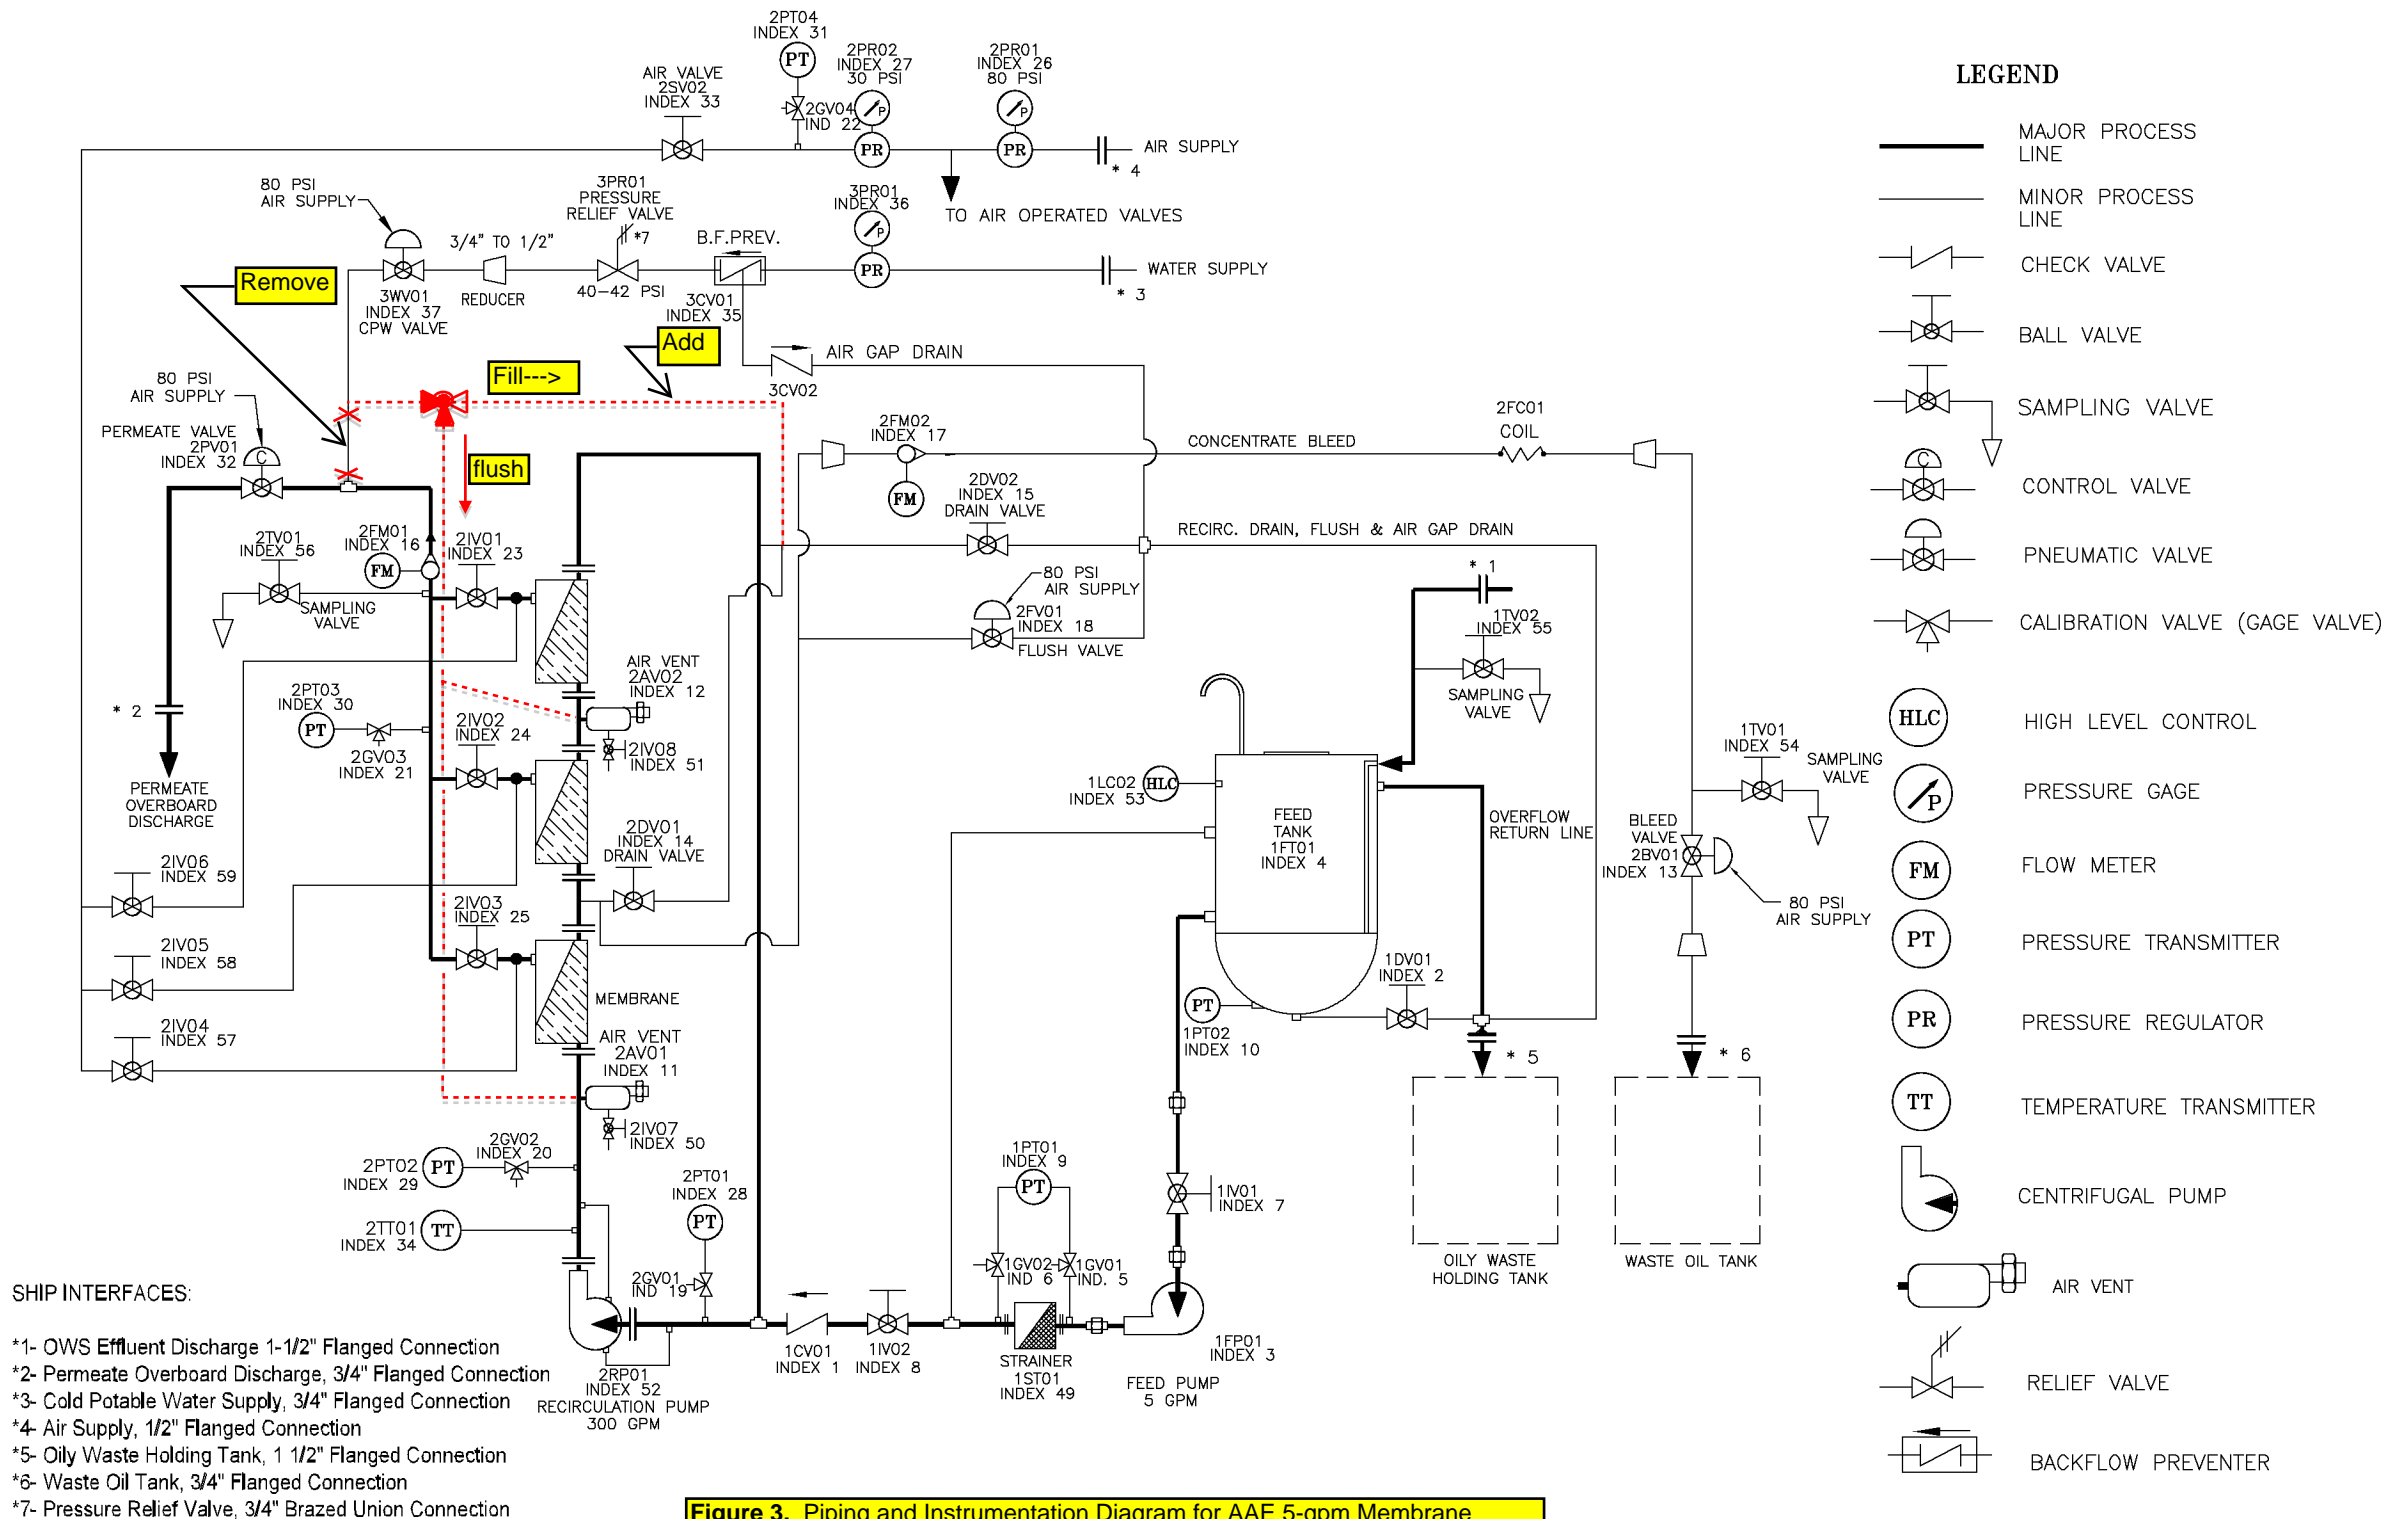 2PT04
INDEX 31
PT
2GV04
IND 22
2PR02
INDEX 27
30 PSI
P
PR
2PR01
INDEX 26
80 PSI
P
PR
AIR SUPPLY
* 4
TO AIR OPERATED VALVES
AIR VALVE
2SV02
INDEX 33
80 PSI
AIR SUPPLY
3WV01
INDEX 37
CPW VALVE
3/4" TO 1/2"
REDUCER
3PR01
PRESSURE
RELIEF VALVE
*7
40-42 PSI
B.F.PREV.
3CV01
INDEX 35
3PR01
INDEX 36
P
PR
WATER SUPPLY
* 3
Remove
Add
Fill--->
flush
3CV02
AIR GAP DRAIN
80 PSI
AIR SUPPLY
PERMEATE VALVE
2PV01
INDEX 32
C
2FM02
INDEX 17
FM
CONCENTRATE BLEED
2FC01
COIL
2DV02
INDEX 15
DRAIN VALVE
RECIRC. DRAIN, FLUSH & AIR GAP DRAIN
80 PSI
AIR SUPPLY
2FV01
INDEX 18
FLUSH VALVE
2TV01
INDEX 56
SAMPLING
VALVE
2FM01
INDEX 16
FM
2IV01
INDEX 23
* 1
1TV02
INDEX 55
SAMPLING
VALVE
AIR VENT
2AV02
INDEX 12
2IV08
INDEX 51
2PT03
INDEX 30
PT
2GV03
INDEX 21
2IV02
INDEX 24
* 2
PERMEATE
OVERBOARD
DISCHARGE
1LC02
INDEX 53
HLC
FEED
TANK
1FT01
INDEX 4
OVERFLOW
RETURN LINE
1TV01
INDEX 54
SAMPLING
VALVE
BLEED
VALVE
2BV01
INDEX 13
80 PSI
AIR SUPPLY
2DV01
INDEX 14
DRAIN VALVE
2IV06
INDEX 59
2IV05
INDEX 58
2IV04
INDEX 57
2IV03
INDEX 25
MEMBRANE
AIR VENT
2AV01
INDEX 11
2IV07
INDEX 50
PT
1PT02
INDEX 10
1DV01
INDEX 2
* 5
* 6
OILY WASTE
HOLDING TANK
WASTE OIL TANK
2PT02
INDEX 29
PT
2GV02
INDEX 20
2TT01
INDEX 34
TT
2PT01
INDEX 28
PT
2GV01
IND 19
1PT01
INDEX 9
PT
1GV02
IND 6
1GV01
IND. 5
1IV01
INDEX 7
2RP01
INDEX 52
RECIRCULATION PUMP
300 GPM
1CV01
INDEX 1
1IV02
INDEX 8
STRAINER
1ST01
INDEX 49
FEED PUMP
5 GPM
1FP01
INDEX 3
SHIP INTERFACES:
*1- OWS Effluent Discharge 1-1/2" Flanged Connection
*2- Permeate Overboard Discharge, 3/4" Flanged Connection
*3- Cold Potable Water Supply, 3/4" Flanged Connection
*4- Air Supply, 1/2" Flanged Connection
*5- Oily Waste Holding Tank, 1 1/2" Flanged Connection
*6- Waste Oil Tank, 3/4" Flanged Connection
*7- Pressure Relief Valve, 3/4" Brazed Union Connection
LEGEND
MAJOR PROCESS
LINE
MINOR PROCESS
LINE
CHECK VALVE
BALL VALVE
SAMPLING VALVE
C
CONTROL VALVE
PNEUMATIC VALVE
CALIBRATION VALVE (GAGE VALVE)
HLC
HIGH LEVEL CONTROL
P
PRESSURE GAGE
FM
FLOW METER
PT
PRESSURE TRANSMITTER
PR
PRESSURE REGULATOR
TT
TEMPERATURE TRANSMITTER
CENTRIFUGAL PUMP
AIR VENT
RELIEF VALVE
BACKFLOW PREVENTER
Figure 3. Piping and Instrumentation Diagram for AAF 5-gpm Membrane